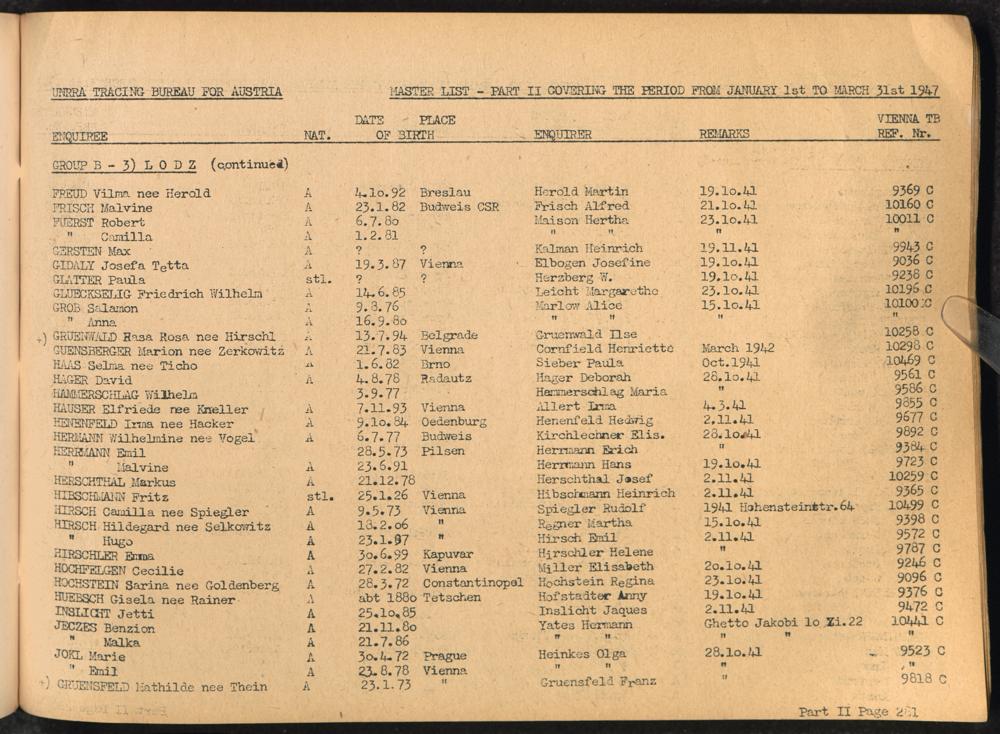 UNRRA TRACING BUREAU FOR AUSTRIA MASTER LIST - PART II COVERING THE PERIOD FROM JANUARY 1st TO MARCH 31st 1947
DATE PLACE VIENNA TB
ENQUIREE NAT. OF BIRTH ENQUIRER REMARKS REF. Nr.
GROUP B - 3) L O D Z (continued)
FREUD Vilma nee Herold A 4.10.92 Breslau Herold Martin 19.10.41 9369 C
FRISCH Malvine A 23.1.82 Budweis CSR Frisch Alfred 21.10.41 10160 C
FUERST Robert A 6.7.80 Maison Hertha 23.10.41 10011 C
" Camilla A 1.2.81 " " " "
GERSTEN Max A ? ? Kalman Heinrich 19.11.41 9943 C
GIDALY Josefa Tetta A 19.3.87 Vienna Elbogen Josefine 19.10.41 9036 C
GLATTER Paula stl. ? ? Herzberg W. 19.10.41 9238 C
GLUECKSELIG Friedrich Wilhelm A 14.6.85 Leicht Margarethe 23.10.41 10196 C
GROB Salamon A 9.8.76 Marlow Alice 15.10.41 10100 C
" Anna A 16.9.80 " " " "
+) GRUENWALD Rasa Rosa nee Hirschl A 13.7.94 Belgrade Gruenwald Ilse 10258 C
GUENSBERGER Marion nee Zerkowitz A 21.7.83 Vienna Cornfield Henriette March 1942 10298 C
HAAS Selma nee Ticho A 1.6.82 Brno Sieber Paula Oct.1941 10469 C
HAGER David A 4.8.78 Radautz Hager Deborah 28.10.41 9561 C
HAMMERSCHLAG Wilhelm 3.9.77 Hammerschlag Maria " 9586 C
HAUSER Elfriede nee Kneller A 7.11.93 Vienna Allert Irma 4.3.41 9855 C
HENENFELD Irma nee Hacker A 9.10.84 Oedenburg Henenfeld Hedwig 2.11.41 9677 C
HERMANN Wilhelmine nee Vogel A 6.7.77 Budweis Kirchlechner Elis. 28.10.41 9892 C
HERRMANN Emil 28.5.73 Pilsen Herrmann Erich " 9384 C
" Malvine A 23.6.91 Herrmann Hans 19.10.41 9723 C
HERSCHTHAL Markus A 21.12.78 Herschthal Josef 2.11.41 10259 C
HIBSCHMANN Fritz stl. 25.1.26 Vienna Hibschmann Heinrich 2.11.41 9365 C
HIRSCH Camilla nee Spiegler A 9.5.73 Vienna Spiegler Rudolf 1941 Hohensteinstr.64 10499 C
HIRSCH Hildegard nee Selkowitz A 18.2.06 " Regner Martha 15.10.41 9398 C
" Hugo A 23.1.97 " Hirsch Emil 2.11.41 9572 C
HIRSCHLER Emma A 30.6.99 Kapuvar Hirschler Helene " 9787 C
HOCHFELGEN Cecilie A 27.2.82 Vienna Miller Elisabeth 20.10.41 9246 C
HOCHSTEIN Sarina nee Goldenberg A 28.3.72 Constantinopel Hochstein Regina 23.10.41 9096 C
HUEBSCH Gisela nee Rainer A abt 1880 Tetschen Hofstadter Anny 19.10.41 9376 C
INSLICHT Jetti A 25.10.85 Inslicht Jaques 2.11.41 9472 C
JECZES Benzion A 21.11.80 Yates Hermann Ghetto Jakobi 10 Zi.22 10441 C
" Malka A 21.7.86 " " " " "
JOKL Marie A 30.4.72 Prague Heinkes Olga 28.10.41 9523 C
" Emil A 23.8.78 Vienna " " " "
+) GRUENSFELD Mathilde nee Thein A 23.1.73 " Gruensfeld Franz " 9818 C
Part II Page